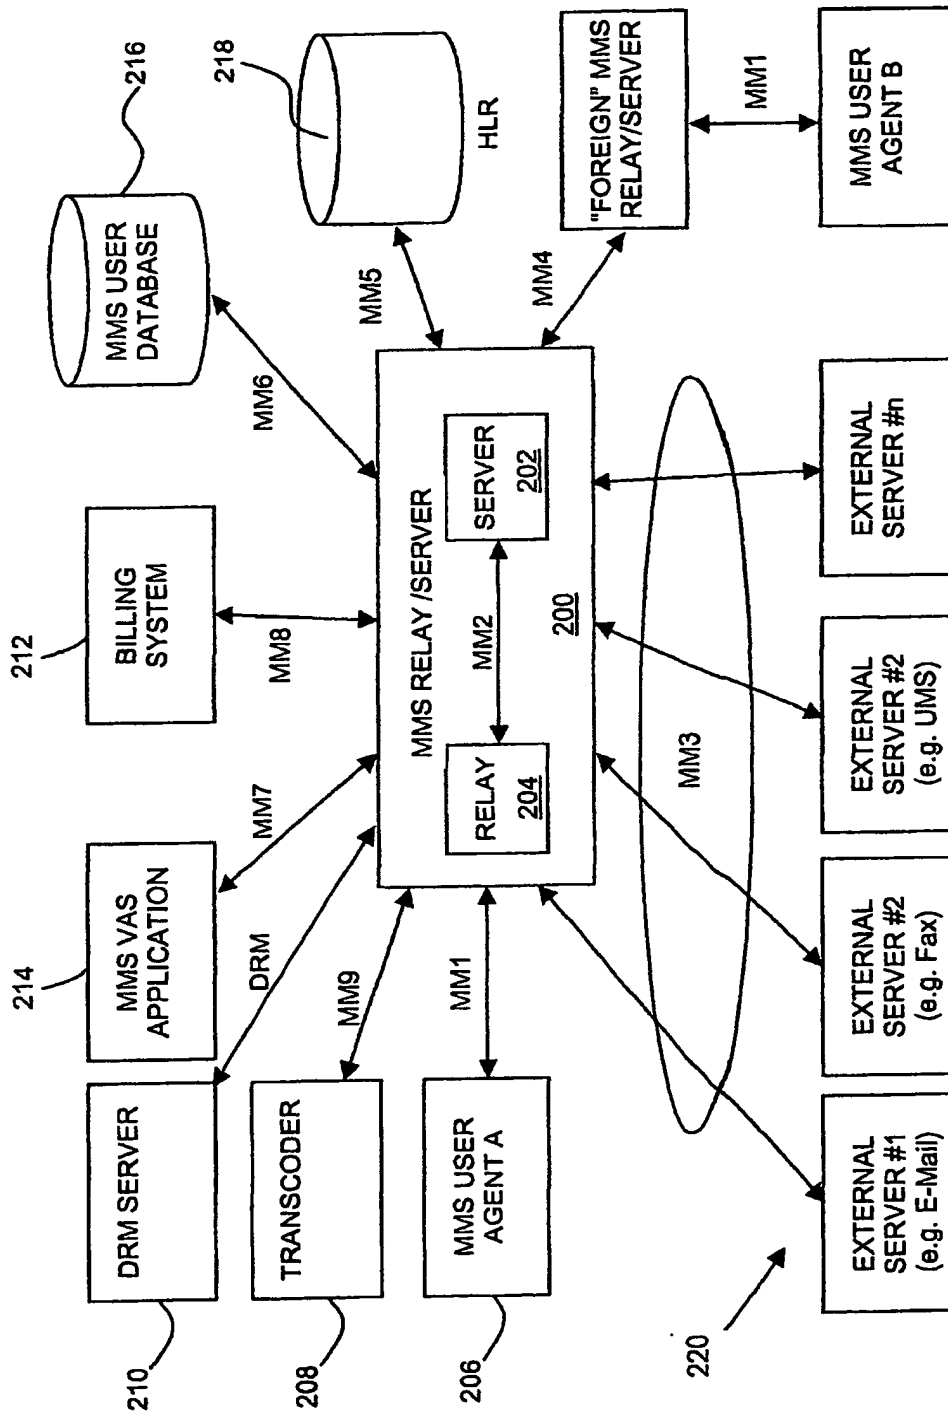 210
DRM SERVER
214
MMS VAS
APPLICATION
212
BILLING
SYSTEM
216
MMS USER
DATABASE
218
HLR
208
TRANSCODER
206
MMS USER
AGENT A
DRM
MM7
MM8
MM6
MM5
MM9
MM1
MM4
MMS RELAY /SERVER
RELAY
204
MM2
SERVER
202
200
"FOREIGN" MMS
RELAY/SERVER
MM1
MMS USER
AGENT B
MM3
220
EXTERNAL
SERVER #1
(e.g. E-Mail)
EXTERNAL
SERVER #2
(e.g. Fax)
EXTERNAL
SERVER #2
(e.g. UMS)
EXTERNAL
SERVER #n